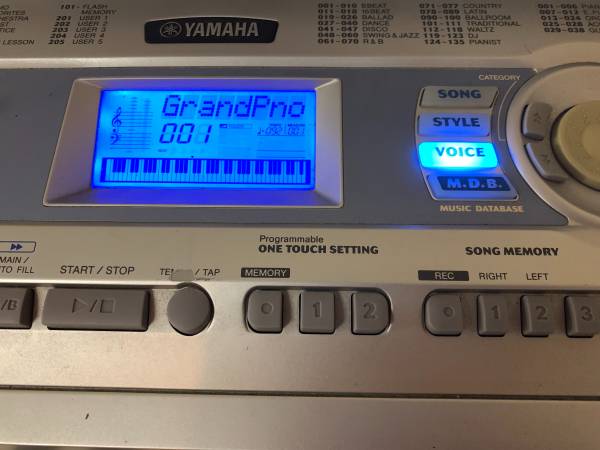 101 - FLASH
MEMORY
201 USER 1
202 USER 2
203 USER 3
204 USER 4
205 USER 5
LESSON
YAMAHA
001-018 8BEAT
019-026 BALLAD
027-040 DANCE
041-047 DISCO
048-060 SWING & JAZZ
061-070 R & B
071-077 COUNTRY
078-089 LATIN
090-100 BALLROOM
101-111 TRADITIONAL
112-118 WALTZ
119-123 DJ
124-135 PIANIST
GrandPno
001
CATEGORY
SONG
STYLE
VOICE
M.D.B.
MUSIC DATABASE
MAIN /
AUTO FILL
START / STOP
/ TAP
Programmable
ONE TOUCH SETTING
MEMORY
1
2
SONG MEMORY
REC
RIGHT
LEFT
1
2
3
/B